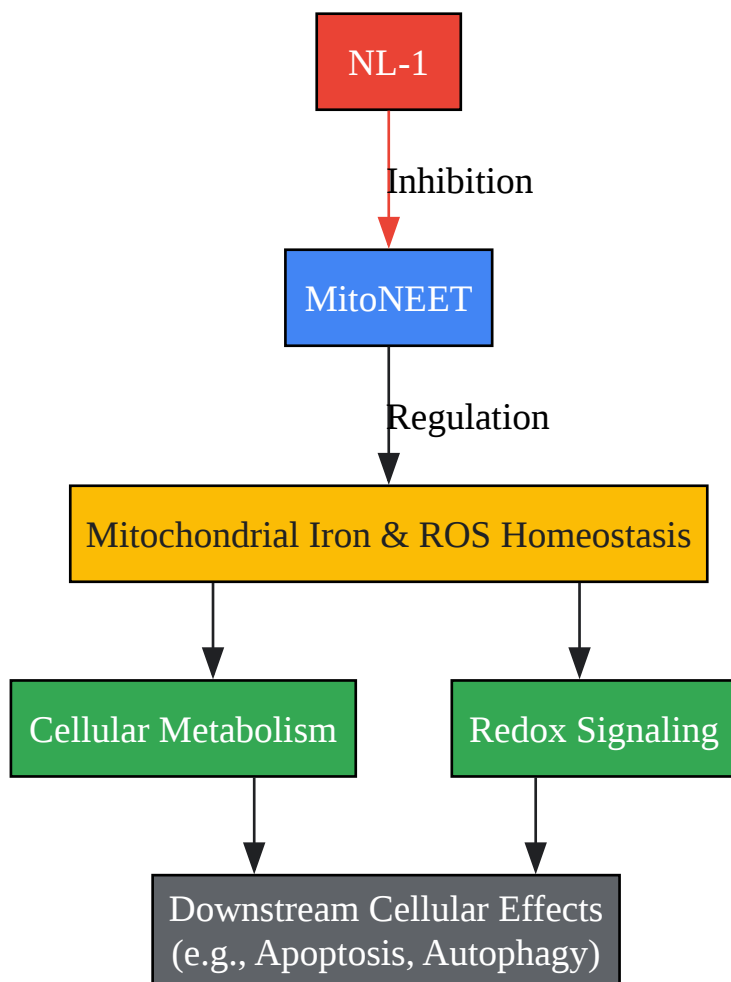 NL-1
Inhibition
MitoNEET
Regulation
Mitochondrial Iron & ROS Homeostasis
Cellular Metabolism
Redox Signaling
Downstream Cellular Effects
(e.g., Apoptosis, Autophagy)